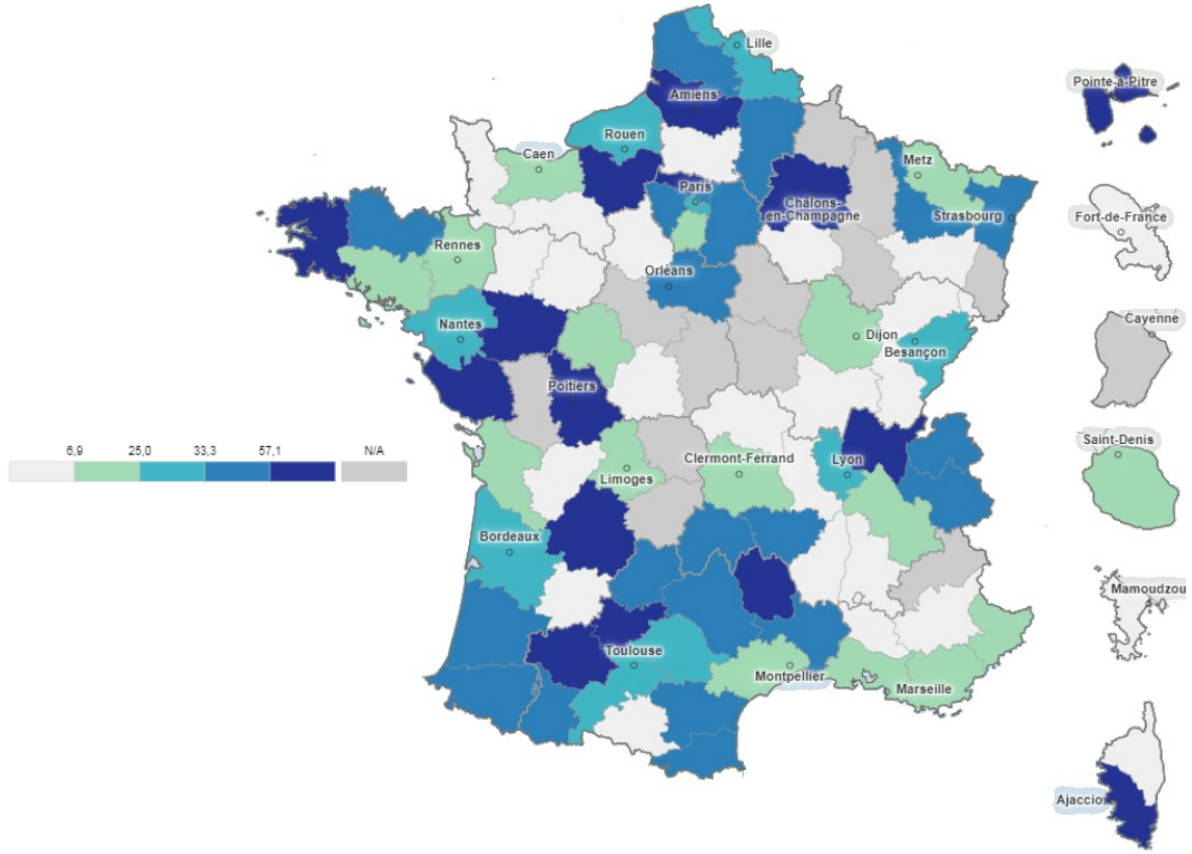 Lille
Pointe-à-Pitre
Amiens
Rouen
Caen
Metz
Paris
Châlons-
en-Champagne
Strasbourg
Fort-de-France
Rennes
Orléans
Cayenne
Nantes
Dijon
Besançon
Poitiers
Saint-Denis
6,9 25,0 33,3 57,1 N/A
Clermont-Ferrand
Lyon
Limoges
Bordeaux
Mamoudzou
Toulouse
Montpellier
Marseille
Ajaccio